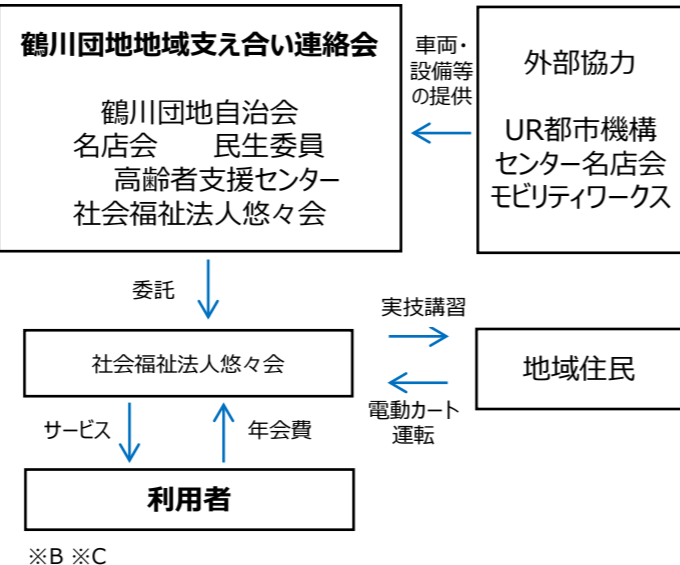 鶴川団地地域支え合い連絡会
鶴川団地自治会
名店会　民生委員
高齢者支援センター
社会福祉法人悠々会
車両・
設備等
の提供
外部協力
UR都市機構
センター名店会
モビリティワークス
委託
社会福祉法人悠々会
実技講習
電動カート
運転
地域住民
サービス
年会費
利用者
※B ※C